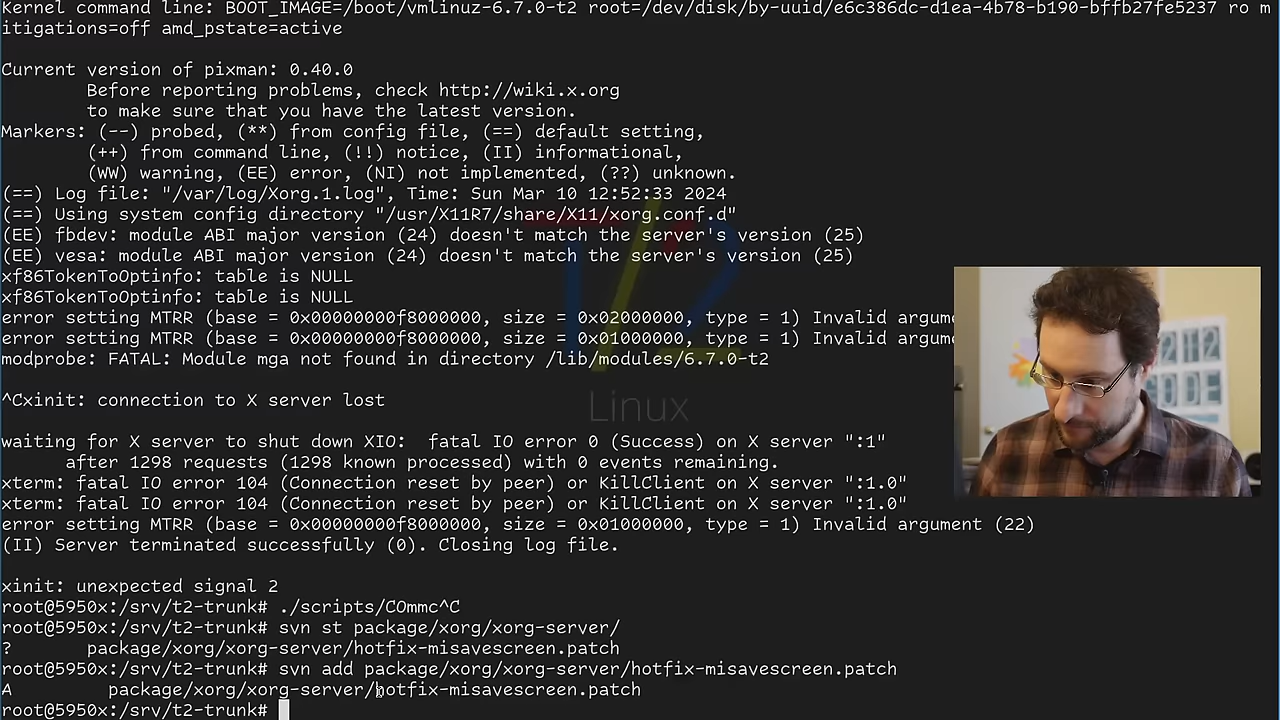 Kernel command line: BOOT_IMAGE=/boot/vmlinuz-6.7.0-t2 root=/dev/disk/by-uuid/e6c386dc-d1ea-4b78-b190-bffb27fe5237 ro m
itigations=off amd_pstate=active
Current version of pixman: 0.40.0
Before reporting problems, check http://wiki.x.org
to make sure that you have the latest version.
Markers: (--) probed, (**) from config file, (==) default setting,
(++) from command line, (!!) notice, (II) informational,
(WW) warning, (EE) error, (NI) not implemented, (??) unknown.
(==) Log file: "/var/log/Xorg.1.log", Time: Sun Mar 10 12:52:33 2024
(==) Using system config directory "/usr/X11R7/share/X11/xorg.conf.d"
(EE) fbdev: module ABI major version (24) doesn't match the server's version (25)
(EE) vesa: module ABI major version (24) doesn't match the server's version (25)
xf86TokenToOptinfo: table is NULL
xf86TokenToOptinfo: table is NULL
error setting MTRR (base = 0x00000000f8000000, size = 0x02000000, type = 1) Invalid argume
error setting MTRR (base = 0x00000000f8000000, size = 0x01000000, type = 1) Invalid argume
modprobe: FATAL: Module mga not found in directory /lib/modules/6.7.0-t2
^Cxinit: connection to X server lost
waiting for X server to shut down XIO:  fatal IO error 0 (Success) on X server ":1"
after 1298 requests (1298 known processed) with 0 events remaining.
xterm: fatal IO error 104 (Connection reset by peer) or KillClient on X server ":1.0"
xterm: fatal IO error 104 (Connection reset by peer) or KillClient on X server ":1.0"
error setting MTRR (base = 0x00000000f8000000, size = 0x01000000, type = 1) Invalid argument (22)
(II) Server terminated successfully (0). Closing log file.
xinit: unexpected signal 2
root@5950x:/srv/t2-trunk# ./scripts/COmmc^C
root@5950x:/srv/t2-trunk# svn st package/xorg/xorg-server/
?       package/xorg/xorg-server/hotfix-misavescreen.patch
root@5950x:/srv/t2-trunk# svn add package/xorg/xorg-server/hotfix-misavescreen.patch
A         package/xorg/xorg-server/hotfix-misavescreen.patch
root@5950x:/srv/t2-trunk#
T/2
Linux